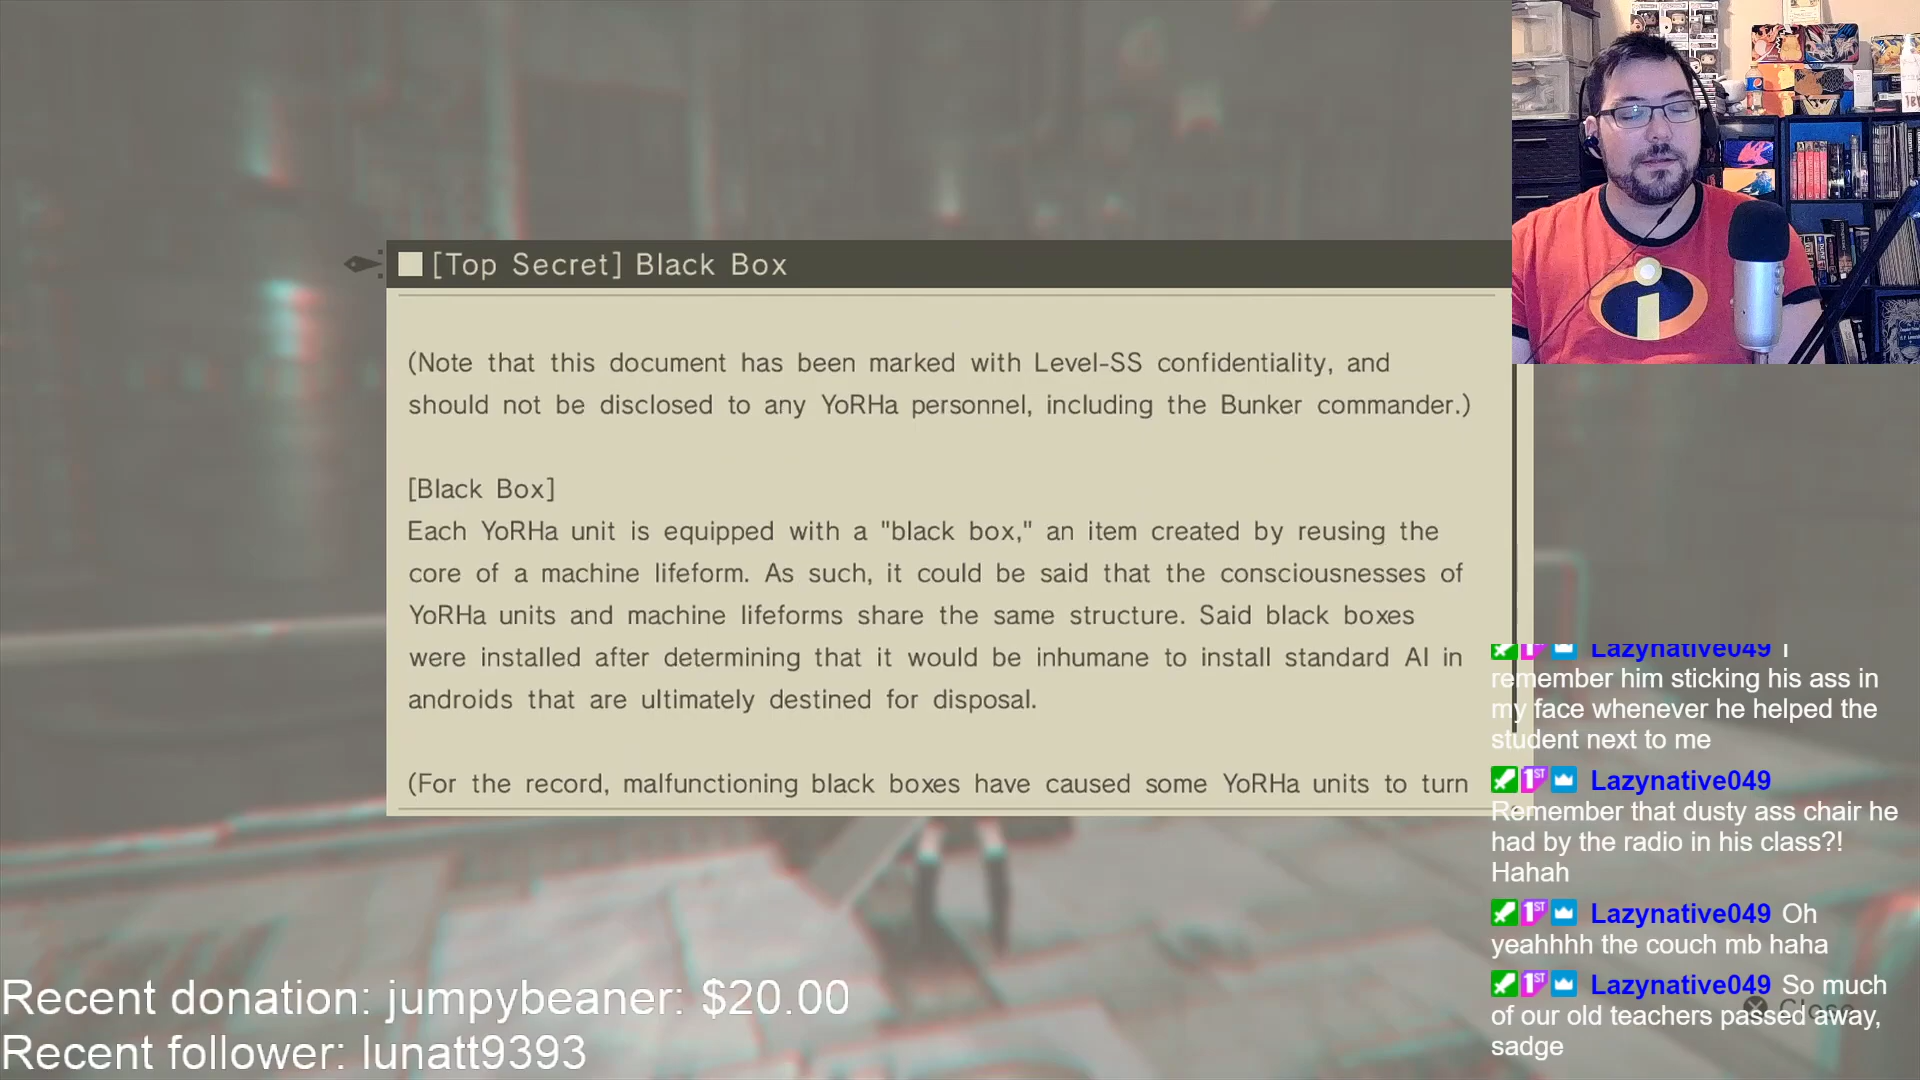 [Top Secret] Black Box
(Note that this document has been marked with Level-SS confidentiality, and
should not be disclosed to any YoRHa personnel, including the Bunker commander.)
[Black Box]
Each YoRHa unit is equipped with a "black box," an item created by reusing the
core of a machine lifeform. As such, it could be said that the consciousnesses of
YoRHa units and machine lifeforms share the same structure. Said black boxes
were installed after determining that it would be inhumane to install standard AI in
androids that are ultimately destined for disposal.
(For the record, malfunctioning black boxes have caused some YoRHa units to turn
Lazynative049 I
remember him sticking his ass in
my face whenever he helped the
student next to me
1ST Lazynative049
Remember that dusty ass chair he
had by the radio in his class?!
Hahah
1ST Lazynative049 Oh
yeahhhh the couch mb haha
1ST Lazynative049 So much
of our old teachers passed away,
sadge
Close
Recent donation: jumpybeaner: $20.00
Recent follower: lunatt9393